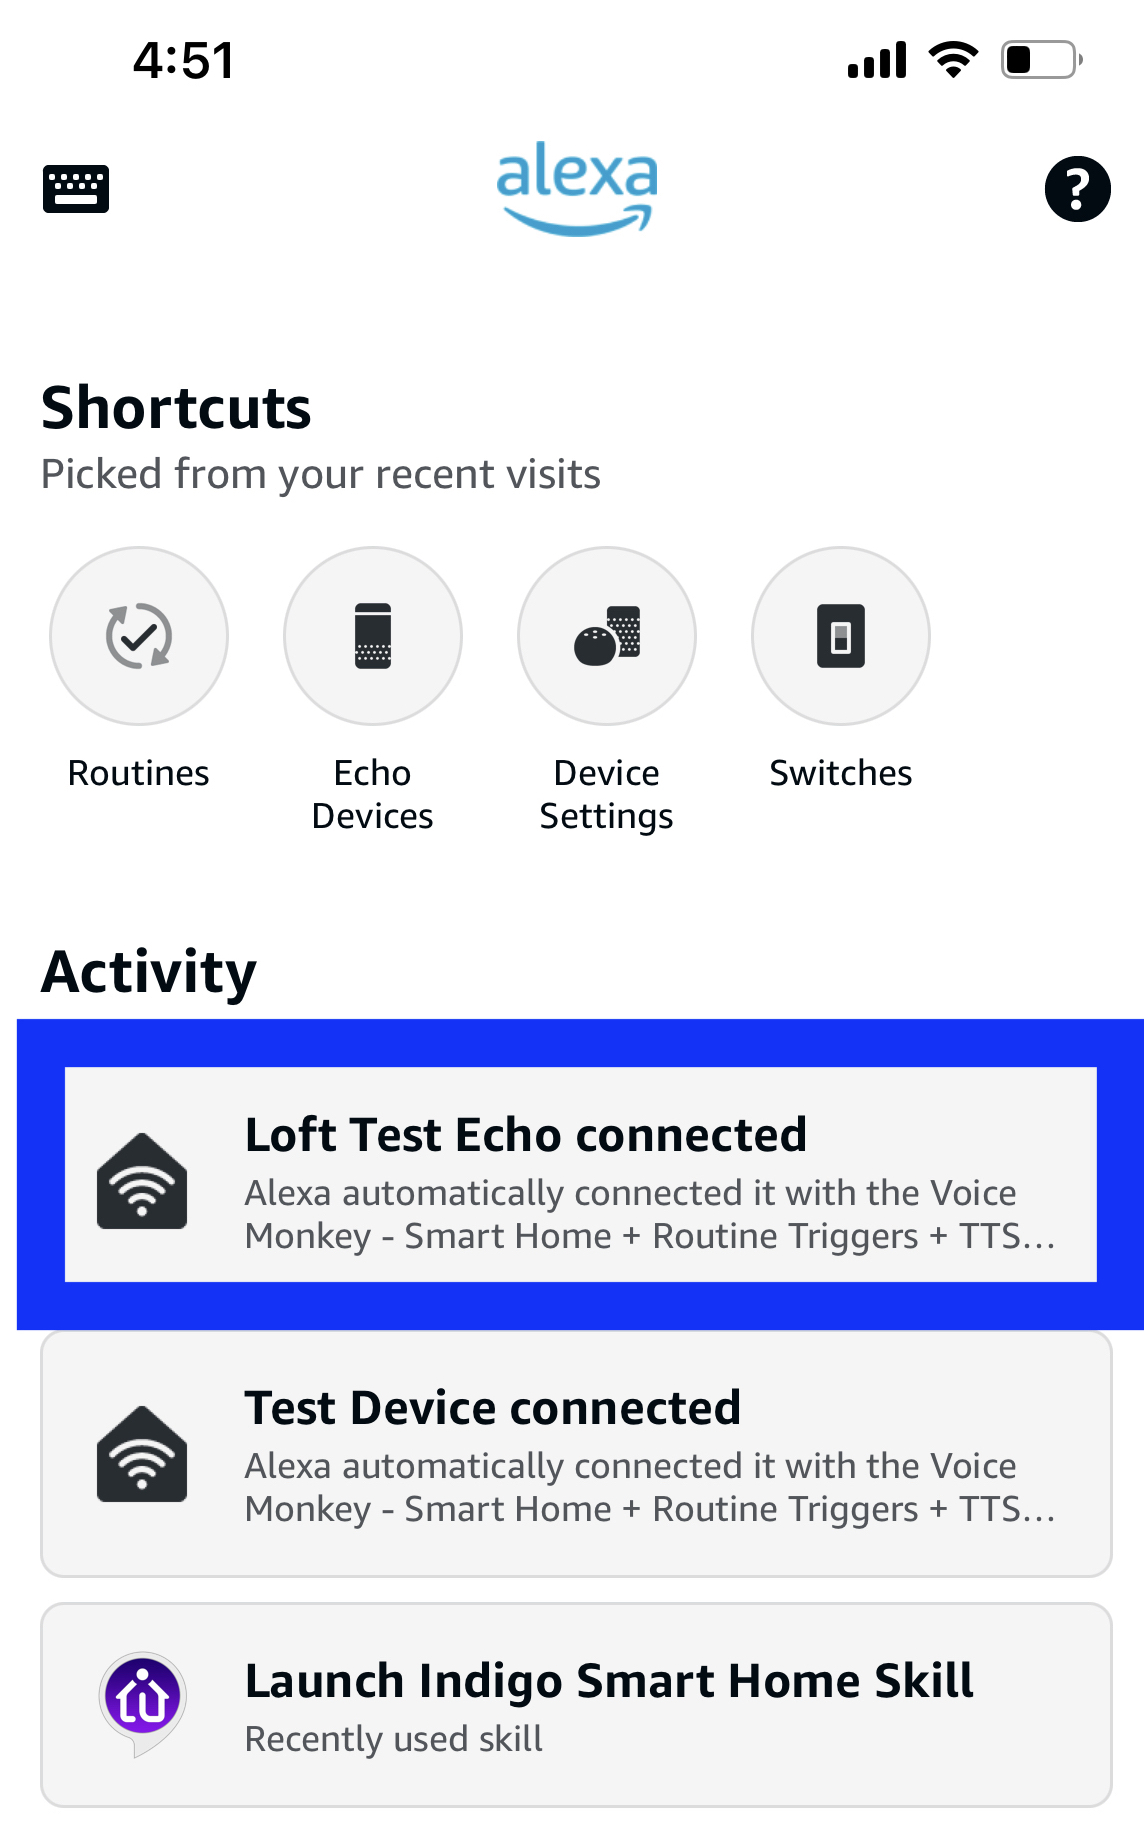 4:51
alexa
?
Shortcuts
Picked from your recent visits
Routines
Echo
Devices
Device
Settings
Switches
Activity
Loft Test Echo connected
Alexa automatically connected it with the Voice
Monkey - Smart Home + Routine Triggers + TTS...
Test Device connected
Alexa automatically connected it with the Voice
Monkey - Smart Home + Routine Triggers + TTS...
Launch Indigo Smart Home Skill
Recently used skill